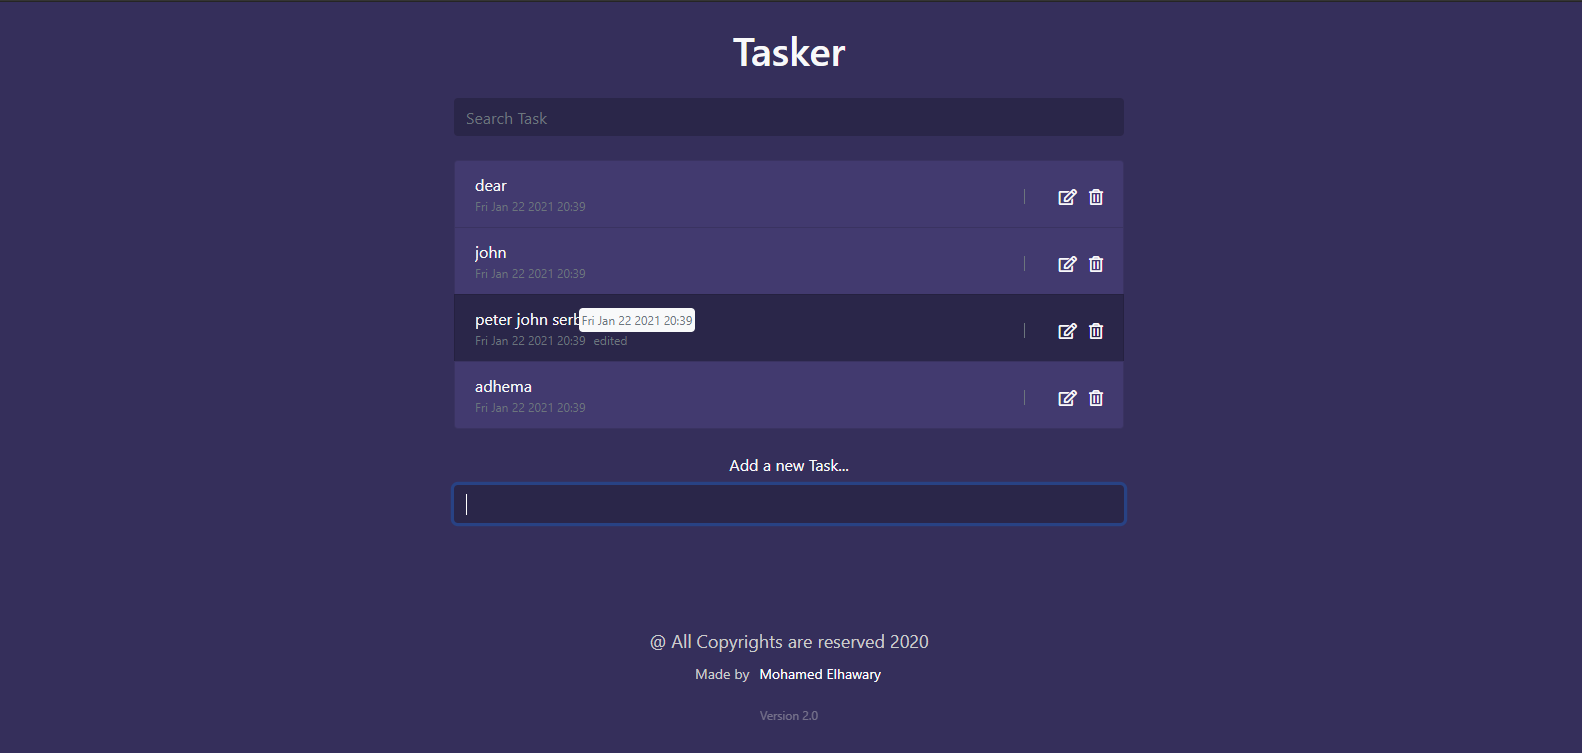 Tasker
Search Task
dear
Fri Jan 22 2021 20:39
john
Fri Jan 22 2021 20:39
peter john
Fri Jan 22 2021 20:39
Fri Jan 22 2021 20:39 edited
adhema
Fri Jan 22 2021 20:39
Add a new Task...
@ All Copyrights are reserved 2020
Made by Mohamed Elhawary
Version 2.0